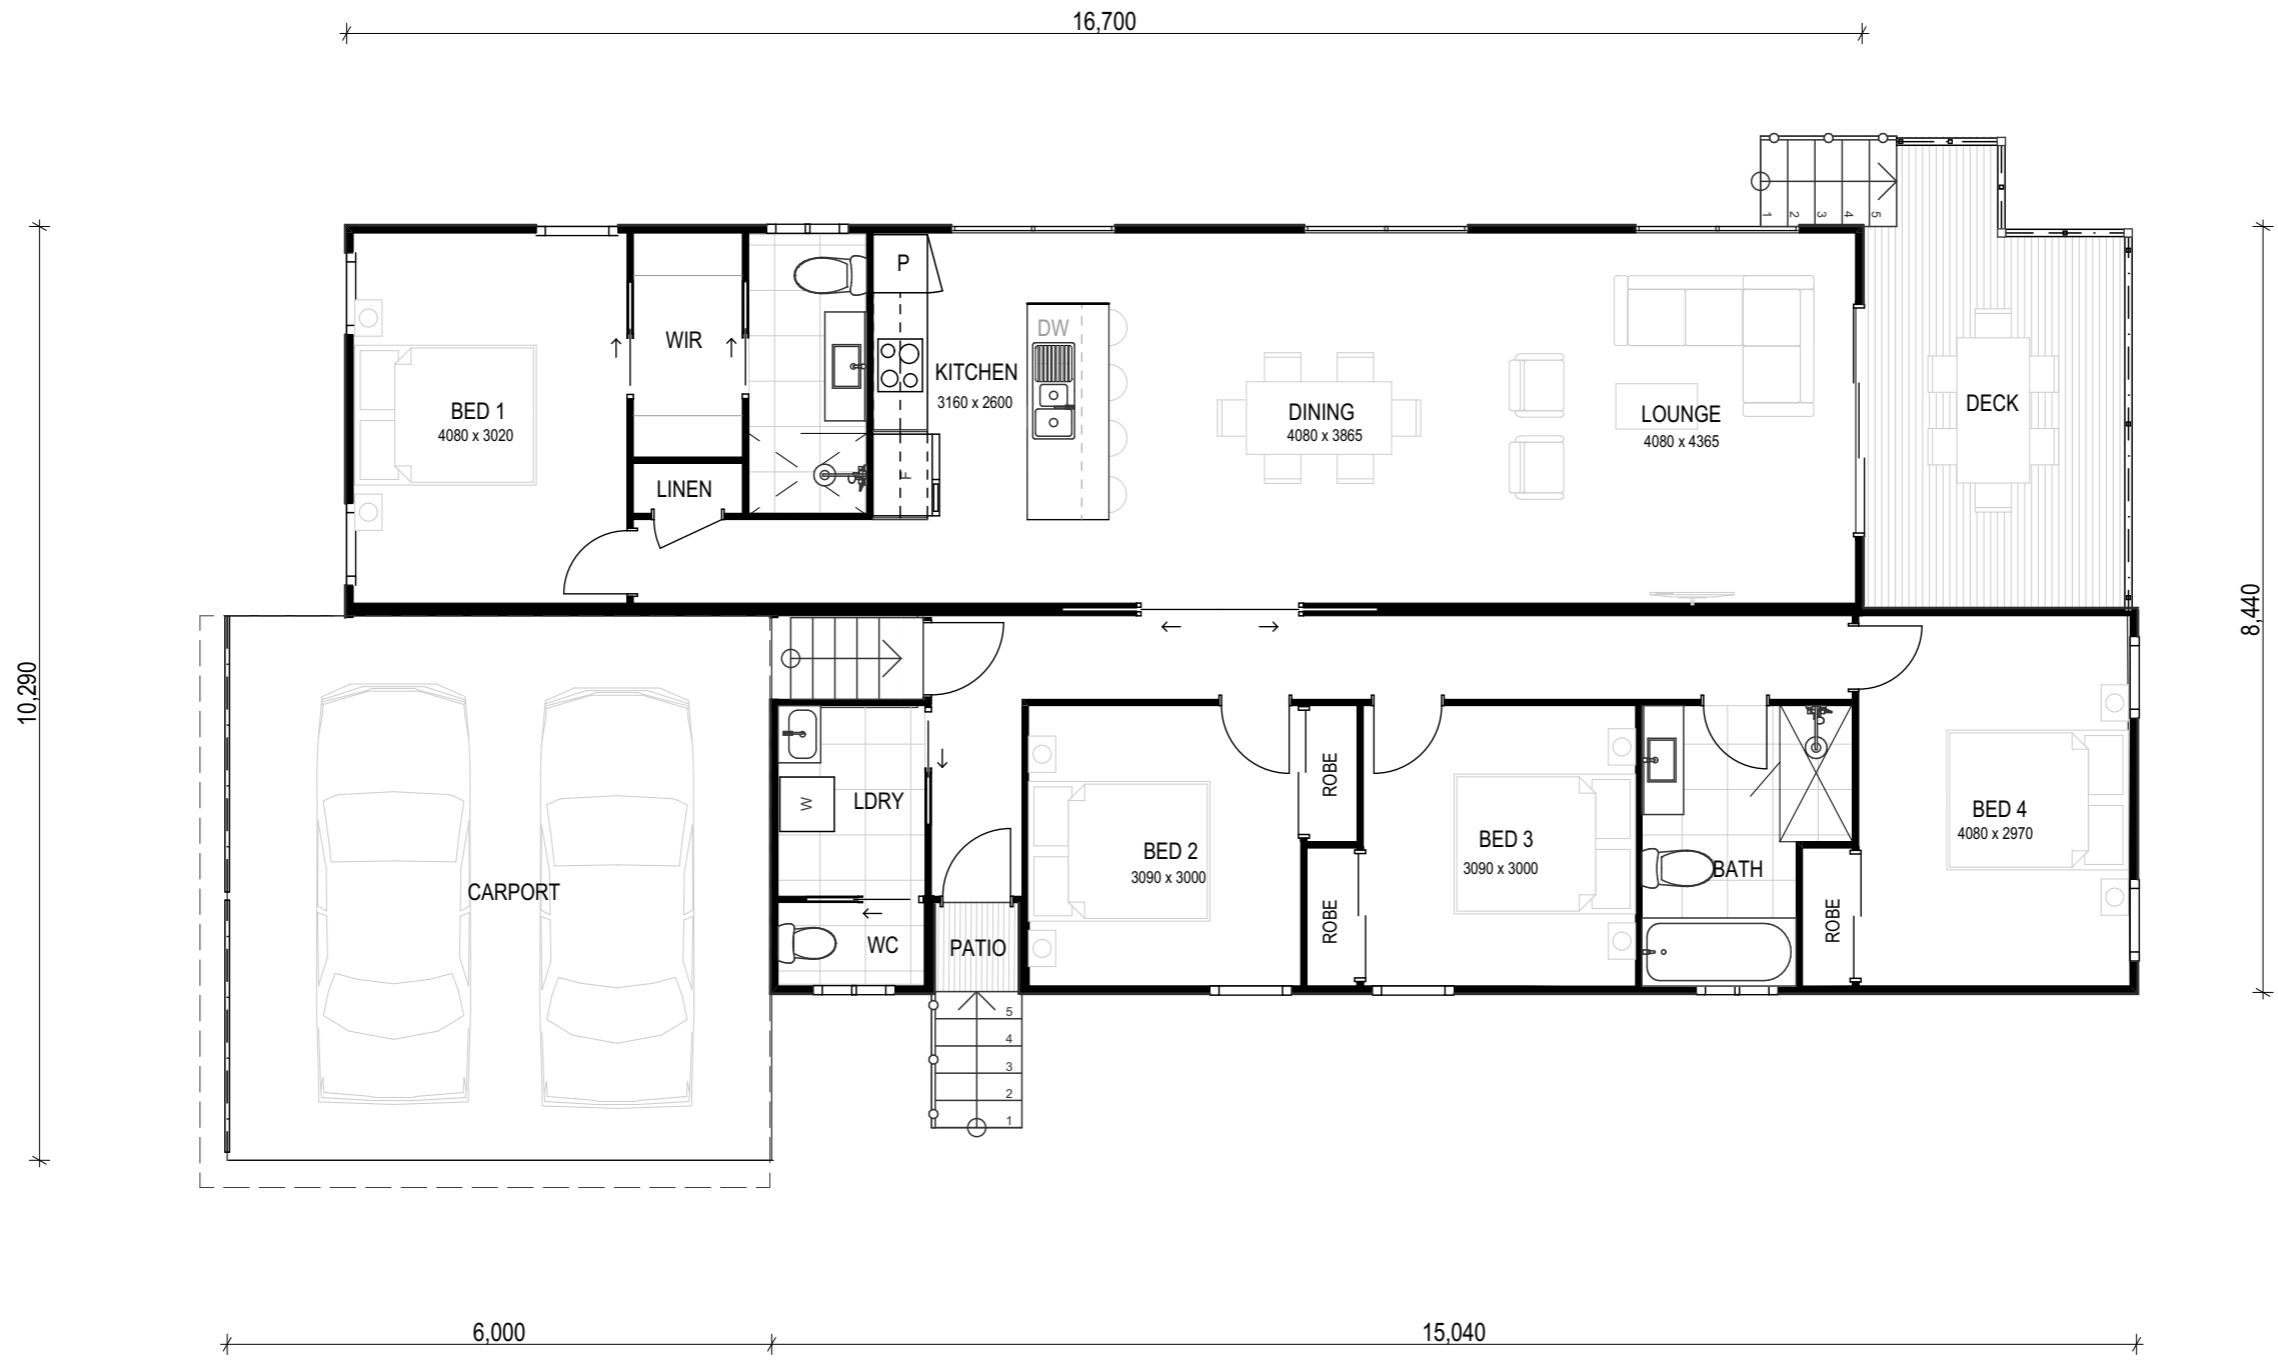 16,700
1
2
3
4
5
P
DW
WIR
KITCHEN
3160 x 2600
BED 1
4080 x 3020
DINING
4080 x 3865
LOUNGE
4080 x 4365
DECK
LINEN
F
10,290
8,440
ROBE
W
LDRY
BED 2
3090 x 3000
BED 3
3090 x 3000
BED 4
4080 x 2970
BATH
CARPORT
ROBE
ROBE
WC
PATIO
5
4
3
2
1
6,000
15,040